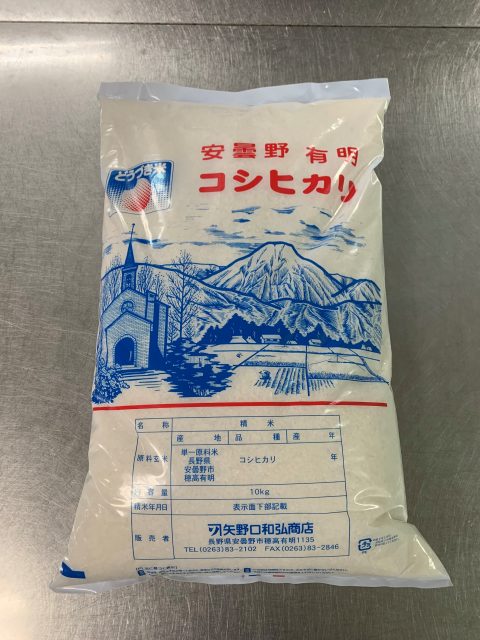 安曇野 有明
どうづき米
コシヒカリ
名称 精米
産地 品種 産年
原料玄米 単一原料米 コシヒカリ 年
長野県
安曇野市
穂高有明
内容量 10kg
精米年月日 表示面下部記載
販売者 矢野口和弘商店
長野県安曇野市穂高有明1135
TEL(0263)83-2102 FAX(0263)83-2846